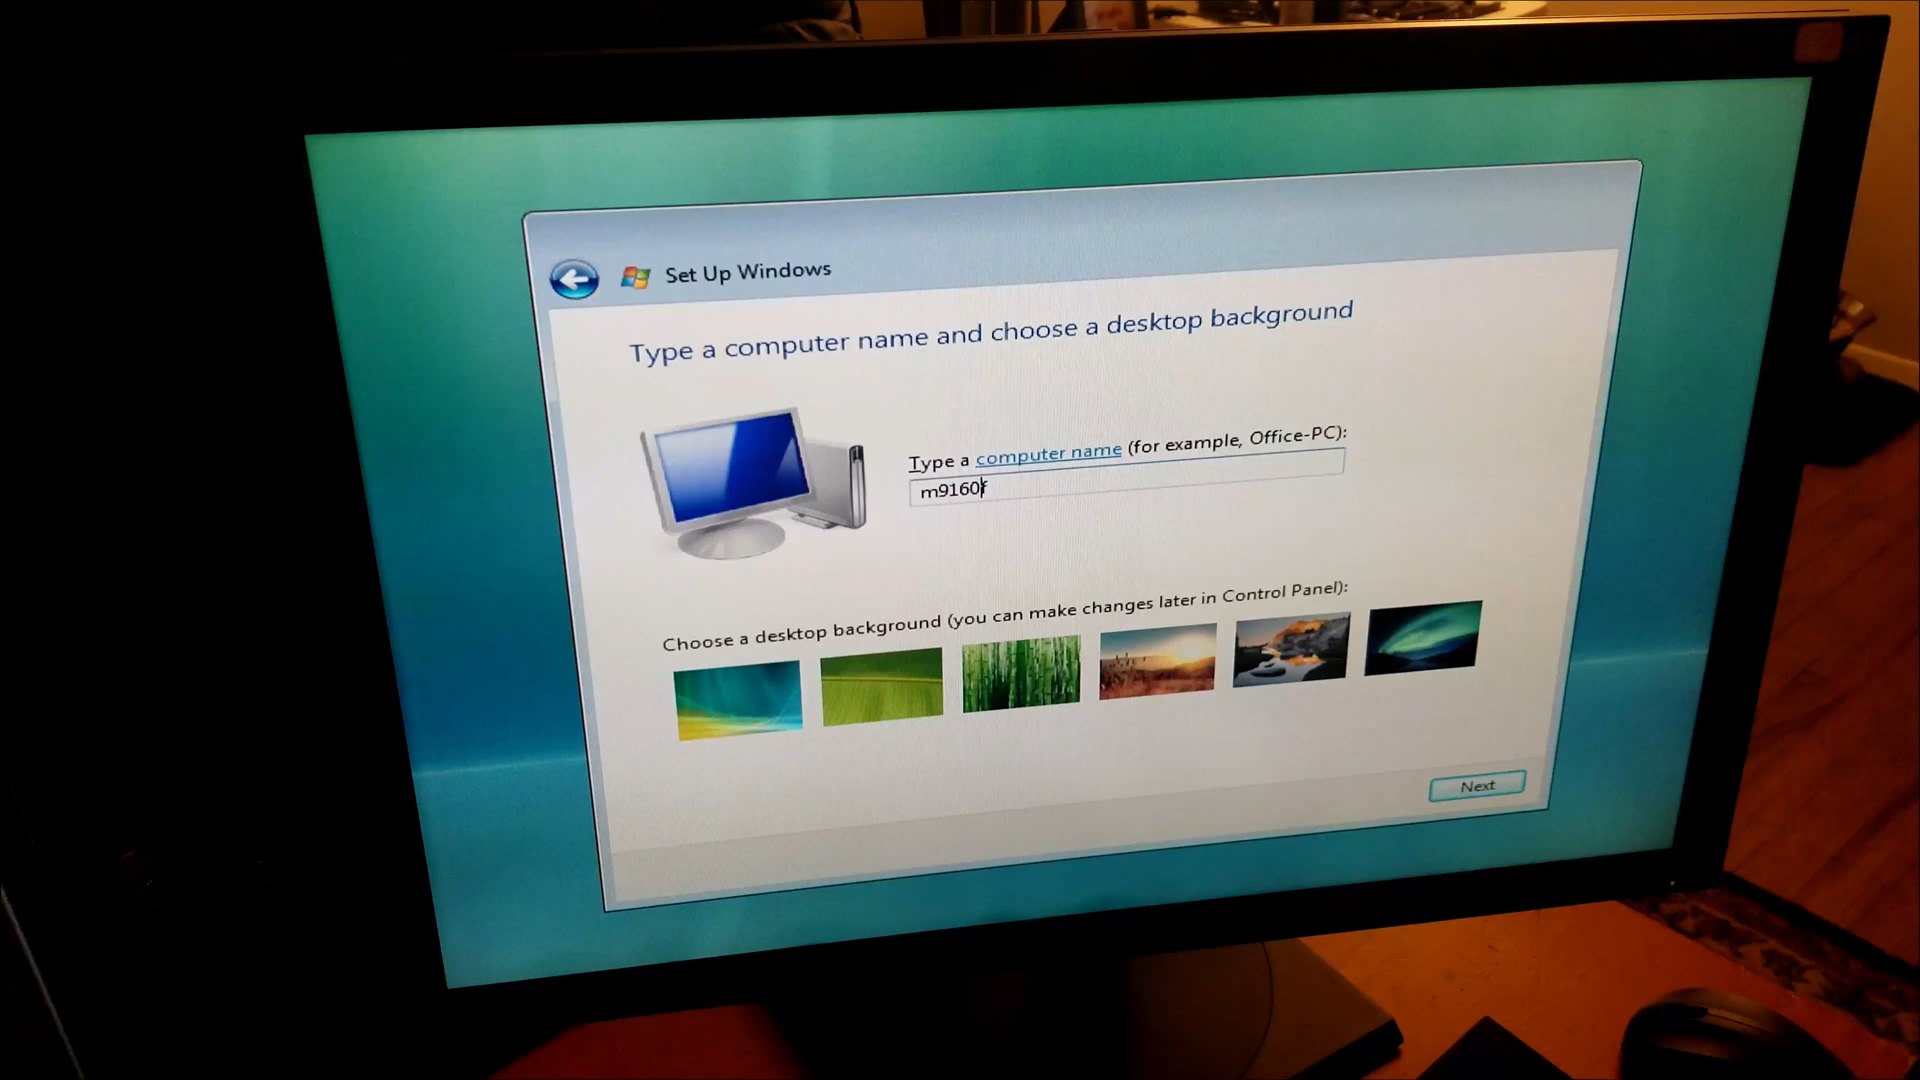 Set Up Windows
Type a computer name and choose a desktop background
Type a computer name (for example, Office-PC):
m9160f
Choose a desktop background (you can make changes later in Control Panel):
Next